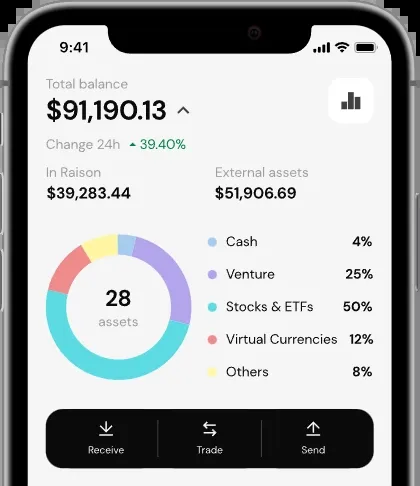 9:41
Total balance
$91,190.13
Change 24h 39.40%
In Raison External assets
$39,283.44 $51,906.69
28
assets
Cash 4%
Venture 25%
Stocks & ETFs 50%
Virtual Currencies 12%
Others 8%
Receive Trade Send